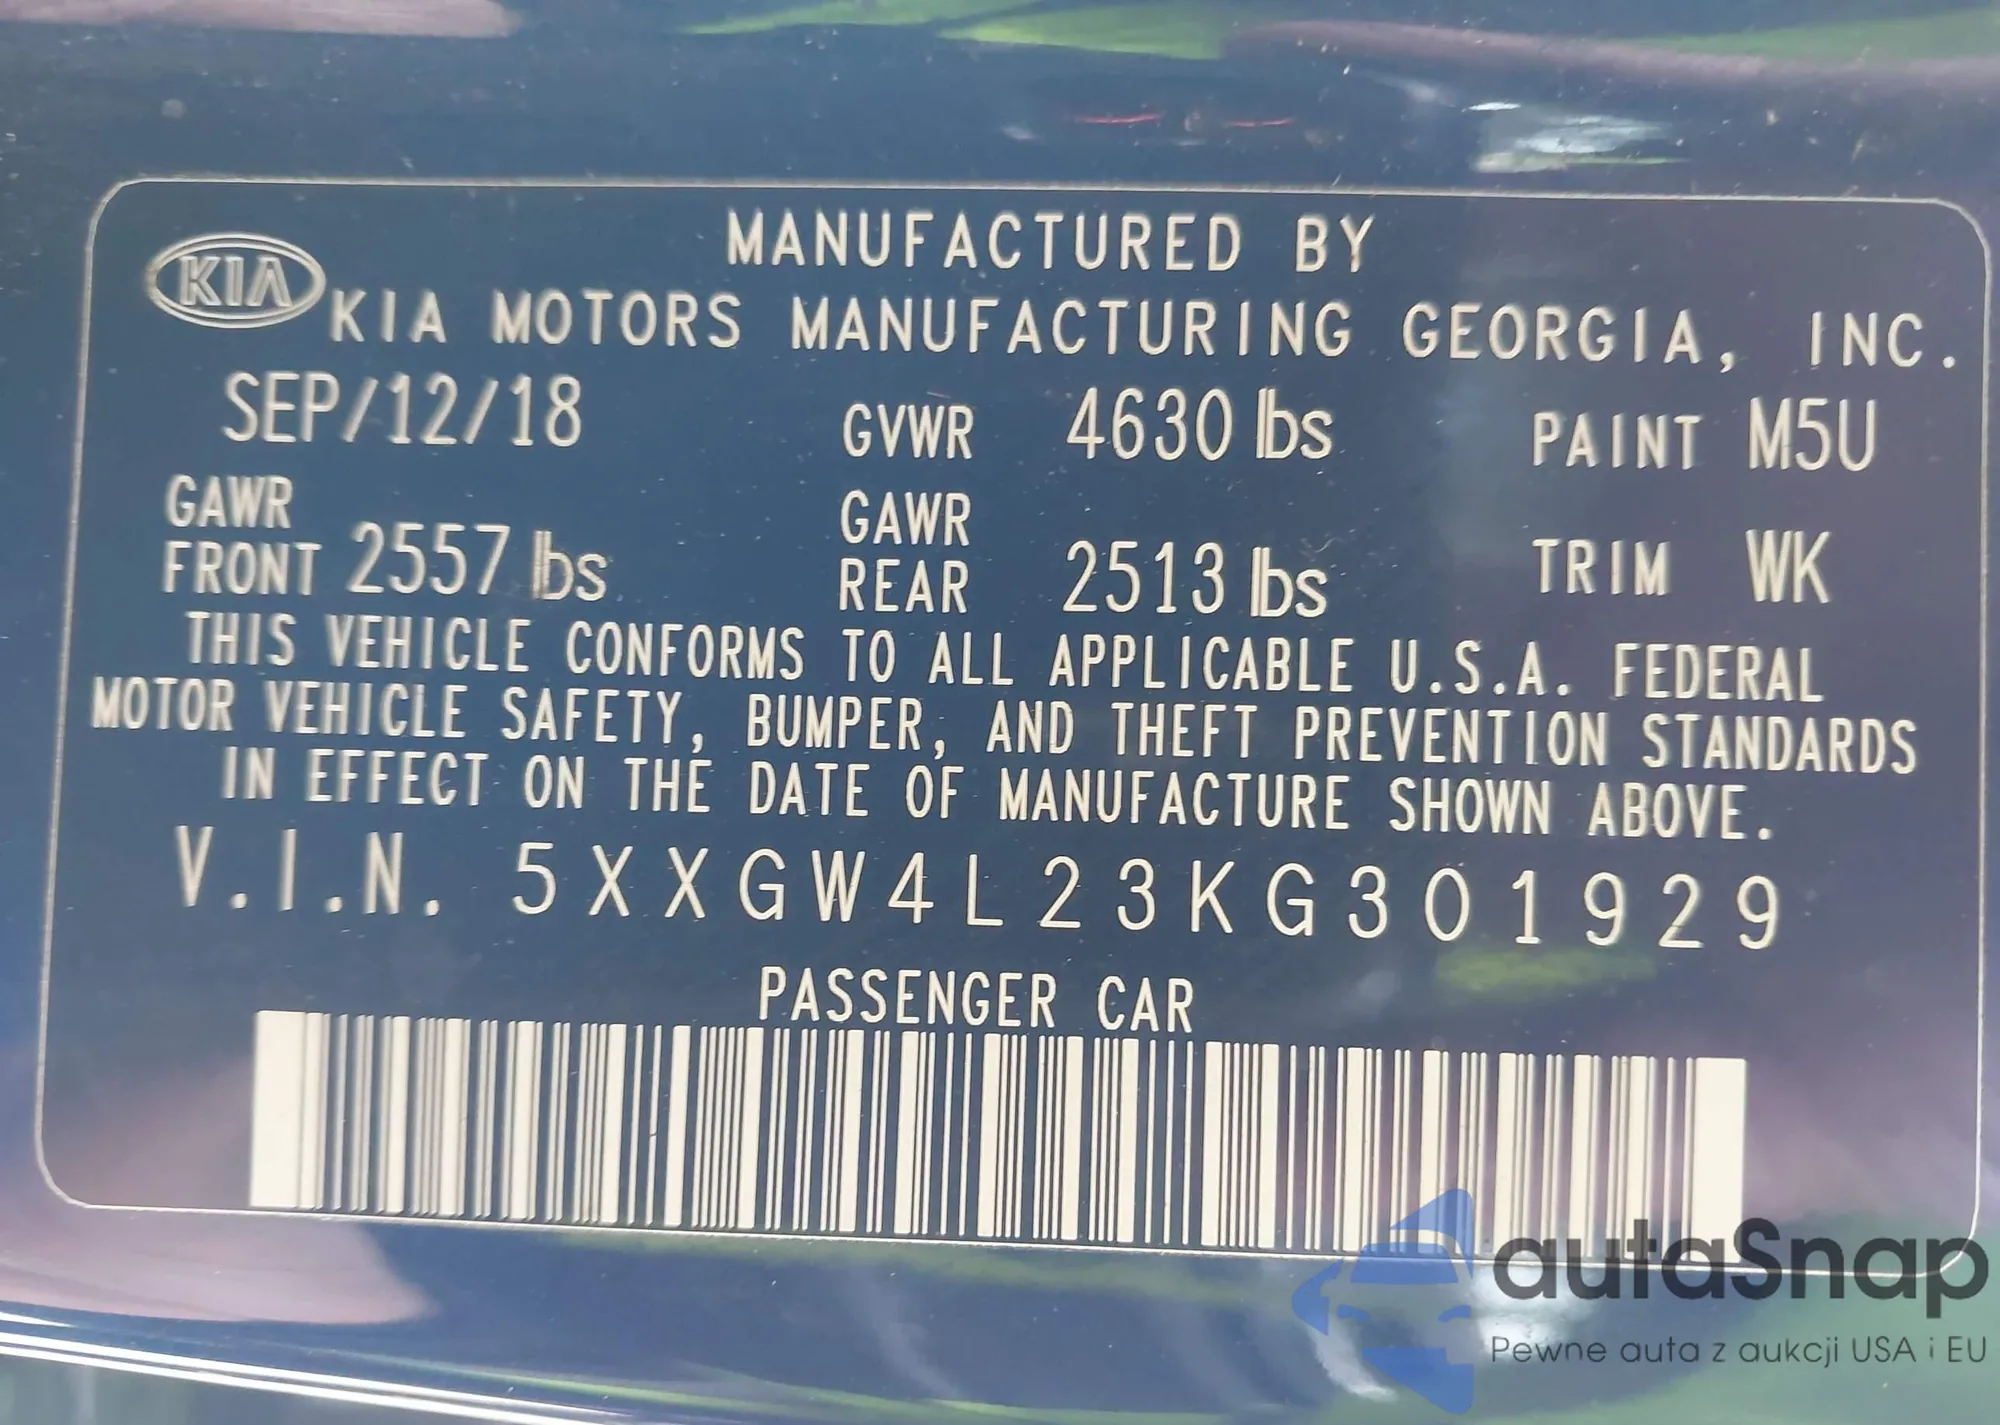 MANUFACTURED BY
KIA KIA MOTORS MANUFACTURING GEORGIA, INC.
SEP/12/18 GVWR 4630 lbs PAINT M5U
GAWR FRONT 2557 lbs GAWR REAR 2513 lbs TRIM WK
THIS VEHICLE CONFORMS TO ALL APPLICABLE U.S.A. FEDERAL
MOTOR VEHICLE SAFETY, BUMPER, AND THEFT PREVENTION STANDARDS
IN EFFECT ON THE DATE OF MANUFACTURE SHOWN ABOVE.
V.I.N. 5XXGW4L23KG301929
PASSENGER CAR
autaSnap
Pewne auta z aukcji USA i EU